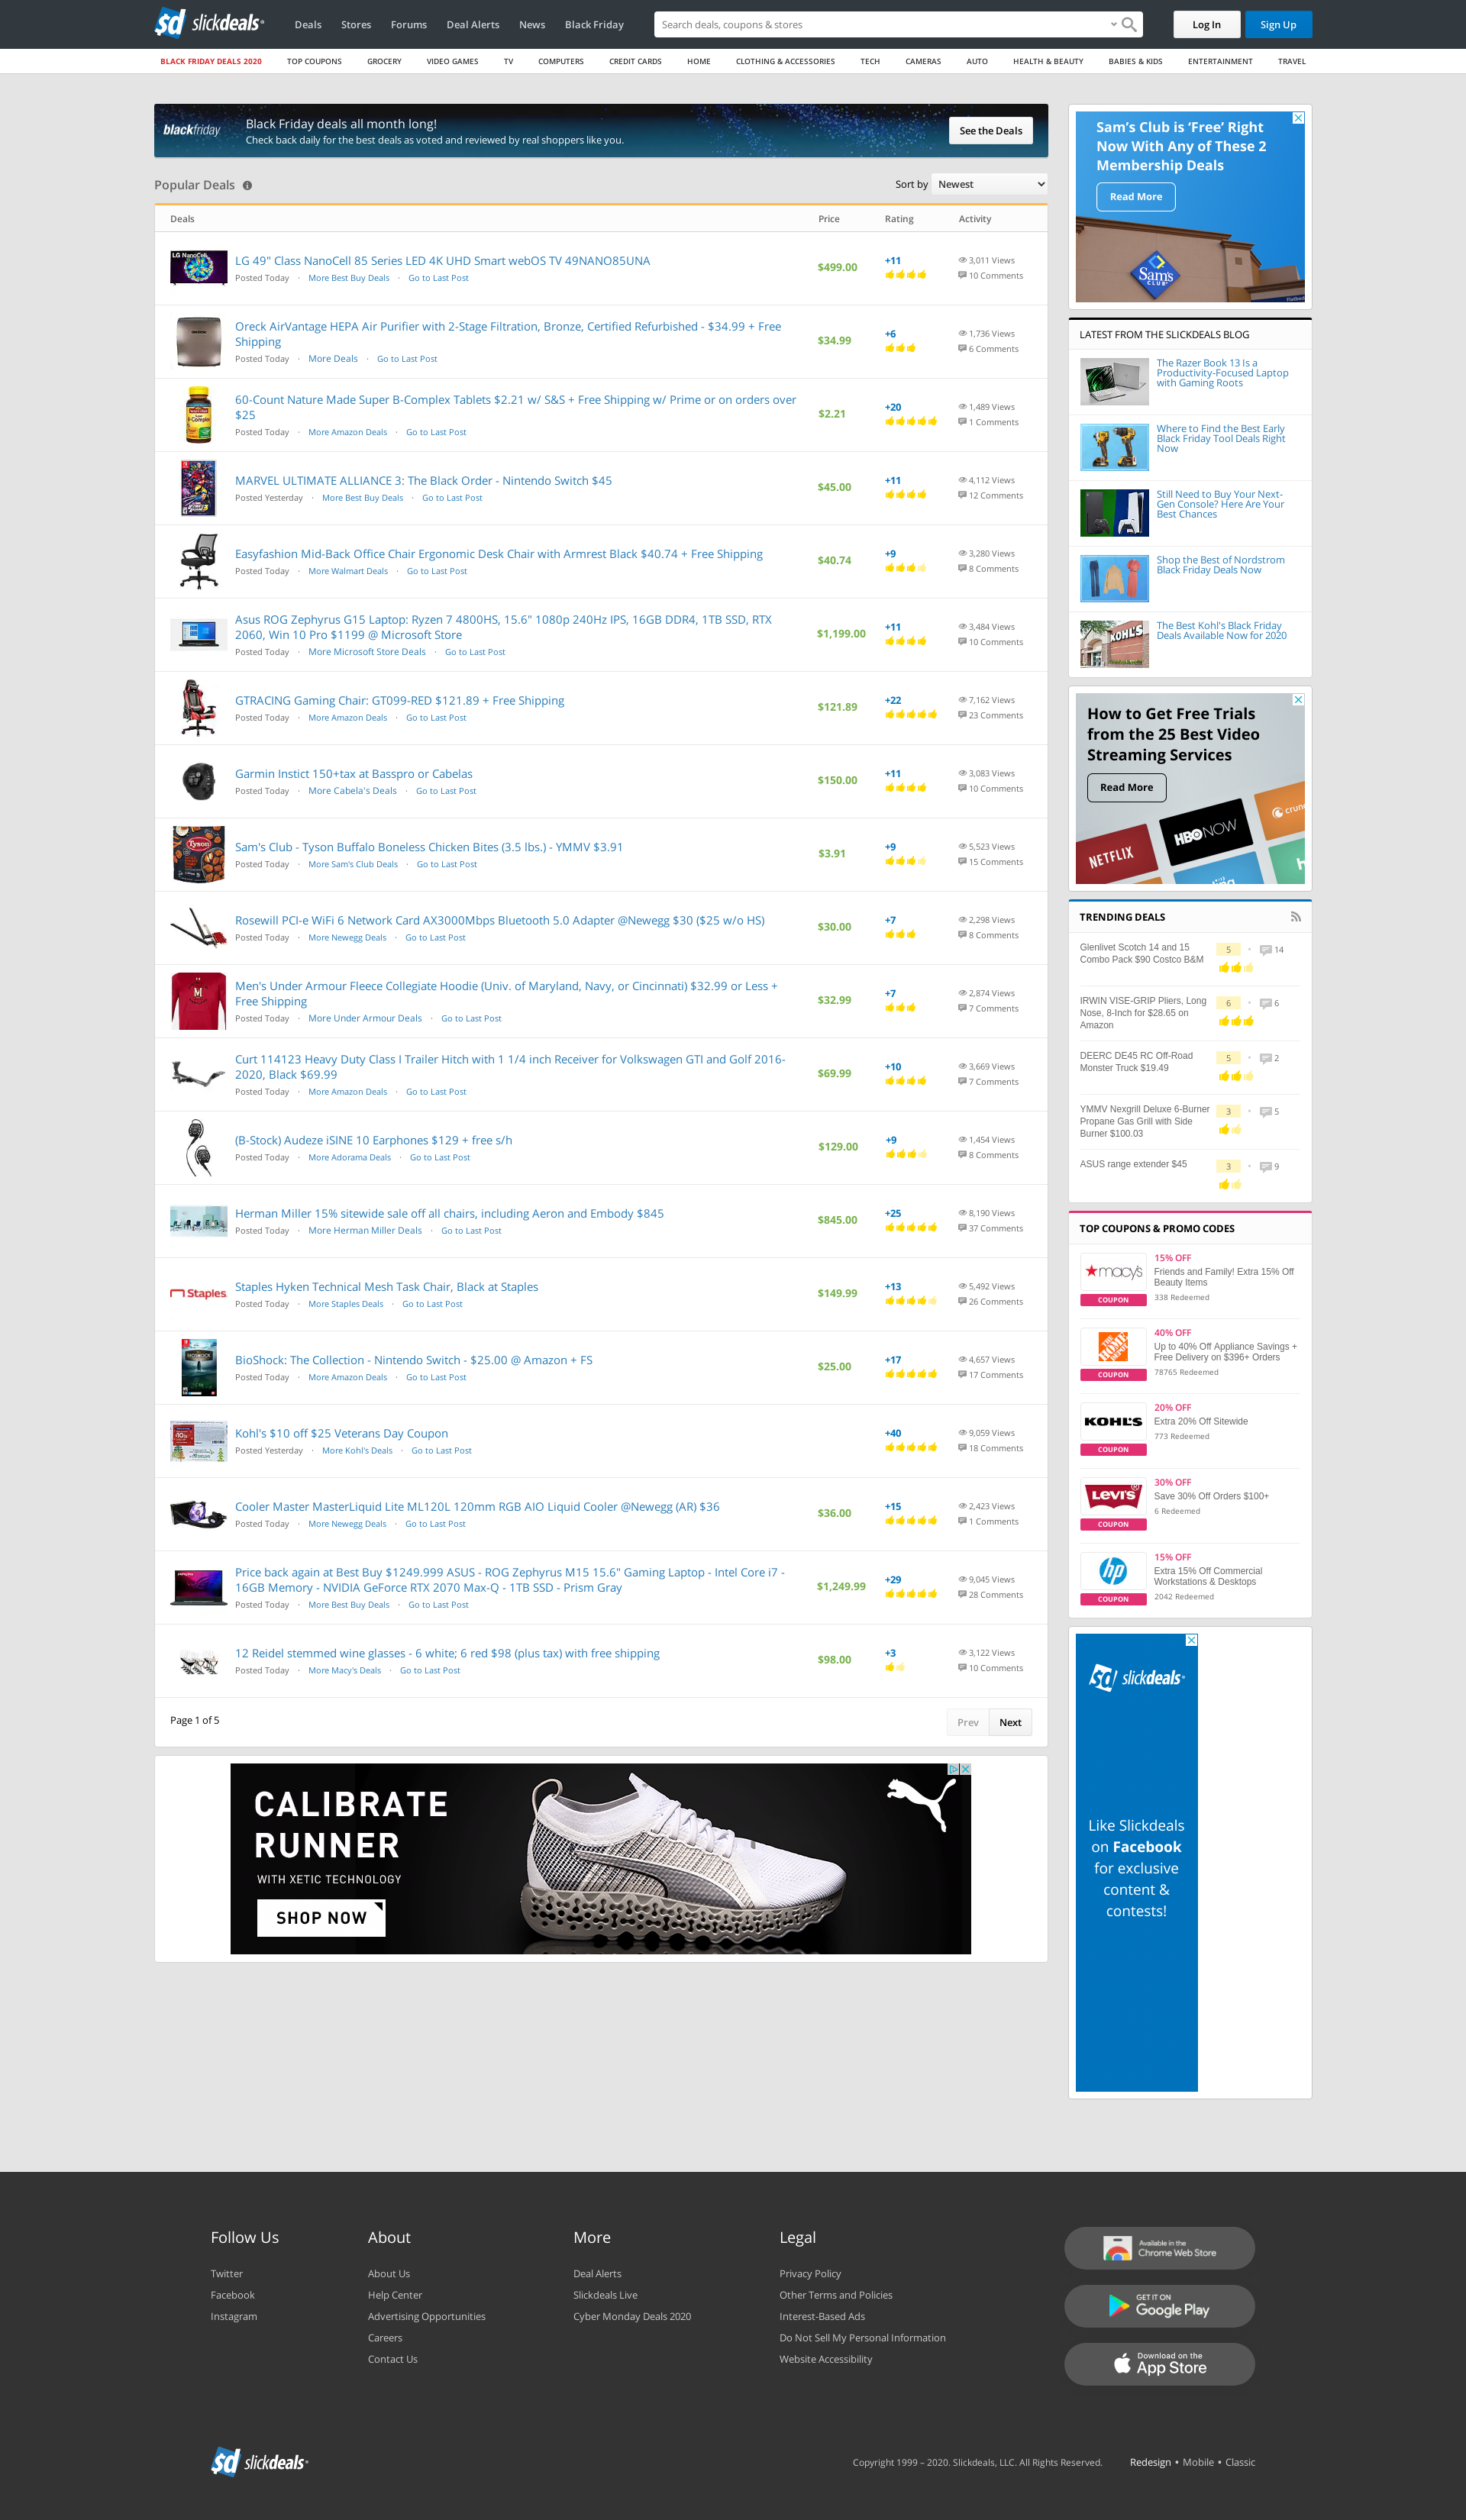 sd slickdeals
Deals
Stores
Forums
Deal Alerts
News
Black Friday
Search deals, coupons & stores
Log In
Sign Up
BLACK FRIDAY DEALS 2020
TOP COUPONS
GROCERY
VIDEO GAMES
TV
COMPUTERS
CREDIT CARDS
HOME
CLOTHING & ACCESSORIES
TECH
CAMERAS
AUTO
HEALTH & BEAUTY
BABIES & KIDS
ENTERTAINMENT
TRAVEL
blackfriday
Black Friday deals all month long!
Check back daily for the best deals as voted and reviewed by real shoppers like you.
See the Deals
Popular Deals
Sort by Newest
Deals Price Rating Activity
LG NanoCell
LG 49" Class NanoCell 85 Series LED 4K UHD Smart webOS TV 49NANO85UNA
Posted Today · More Best Buy Deals · Go to Last Post
$499.00
+11
3,011 Views
10 Comments
Oreck AirVantage HEPA Air Purifier with 2-Stage Filtration, Bronze, Certified Refurbished - $34.99 + Free
Shipping
Posted Today · More Deals · Go to Last Post
$34.99
+6
1,736 Views
6 Comments
60-Count Nature Made Super B-Complex Tablets $2.21 w/ S&S + Free Shipping w/ Prime or on orders over
$25
Posted Today · More Amazon Deals · Go to Last Post
$2.21
+20
1,489 Views
1 Comments
MARVEL ULTIMATE ALLIANCE 3: The Black Order - Nintendo Switch $45
Posted Yesterday · More Best Buy Deals · Go to Last Post
$45.00
+11
4,112 Views
12 Comments
Easyfashion Mid-Back Office Chair Ergonomic Desk Chair with Armrest Black $40.74 + Free Shipping
Posted Today · More Walmart Deals · Go to Last Post
$40.74
+9
3,280 Views
8 Comments
Asus ROG Zephyrus G15 Laptop: Ryzen 7 4800HS, 15.6" 1080p 240Hz IPS, 16GB DDR4, 1TB SSD, RTX
2060, Win 10 Pro $1199 @ Microsoft Store
Posted Today · More Microsoft Store Deals · Go to Last Post
$1,199.00
+11
3,484 Views
10 Comments
GTRACING Gaming Chair: GT099-RED $121.89 + Free Shipping
Posted Today · More Amazon Deals · Go to Last Post
$121.89
+22
7,162 Views
23 Comments
Garmin Instict 150+tax at Basspro or Cabelas
Posted Today · More Cabela's Deals · Go to Last Post
$150.00
+11
3,083 Views
10 Comments
Tyson
Sam's Club - Tyson Buffalo Boneless Chicken Bites (3.5 lbs.) - YMMV $3.91
Posted Today · More Sam's Club Deals · Go to Last Post
$3.91
+9
5,523 Views
15 Comments
Rosewill PCI-e WiFi 6 Network Card AX3000Mbps Bluetooth 5.0 Adapter @Newegg $30 ($25 w/o HS)
Posted Today · More Newegg Deals · Go to Last Post
$30.00
+7
2,298 Views
8 Comments
M
Men's Under Armour Fleece Collegiate Hoodie (Univ. of Maryland, Navy, or Cincinnati) $32.99 or Less +
Free Shipping
Posted Today · More Under Armour Deals · Go to Last Post
$32.99
+7
2,874 Views
7 Comments
Curt 114123 Heavy Duty Class I Trailer Hitch with 1 1/4 inch Receiver for Volkswagen GTI and Golf 2016-
2020, Black $69.99
Posted Today · More Amazon Deals · Go to Last Post
$69.99
+10
3,669 Views
7 Comments
(B-Stock) Audeze iSINE 10 Earphones $129 + free s/h
Posted Today · More Adorama Deals · Go to Last Post
$129.00
+9
1,454 Views
8 Comments
Herman Miller 15% sitewide sale off all chairs, including Aeron and Embody $845
Posted Today · More Herman Miller Deals · Go to Last Post
$845.00
+25
8,190 Views
37 Comments
Staples
Staples Hyken Technical Mesh Task Chair, Black at Staples
Posted Today · More Staples Deals · Go to Last Post
$149.99
+13
5,492 Views
26 Comments
BioShock: The Collection - Nintendo Switch - $25.00 @ Amazon + FS
Posted Today · More Amazon Deals · Go to Last Post
$25.00
+17
4,657 Views
17 Comments
Kohl's $10 off $25 Veterans Day Coupon
Posted Yesterday · More Kohl's Deals · Go to Last Post
+40
9,059 Views
18 Comments
Cooler Master MasterLiquid Lite ML120L 120mm RGB AIO Liquid Cooler @Newegg (AR) $36
Posted Today · More Newegg Deals · Go to Last Post
$36.00
+15
2,423 Views
1 Comments
Price back again at Best Buy $1249.999 ASUS - ROG Zephyrus M15 15.6" Gaming Laptop - Intel Core i7 -
16GB Memory - NVIDIA GeForce RTX 2070 Max-Q - 1TB SSD - Prism Gray
Posted Today · More Best Buy Deals · Go to Last Post
$1,249.99
+29
9,045 Views
28 Comments
12 Reidel stemmed wine glasses - 6 white; 6 red $98 (plus tax) with free shipping
Posted Today · More Macy's Deals · Go to Last Post
$98.00
+3
3,122 Views
10 Comments
Page 1 of 5
Prev
Next
CALIBRATE
RUNNER
WITH XETIC TECHNOLOGY
SHOP NOW
Sam's Club is 'Free' Right
Now With Any of These 2
Membership Deals
Read More
Sam's
CLUB
LATEST FROM THE SLICKDEALS BLOG
The Razer Book 13 Is a
Productivity-Focused Laptop
with Gaming Roots
Where to Find the Best Early
Black Friday Tool Deals Right
Now
Still Need to Buy Your Next-
Gen Console? Here Are Your
Best Chances
Shop the Best of Nordstrom
Black Friday Deals Now
KOHL'S
The Best Kohl's Black Friday
Deals Available Now for 2020
How to Get Free Trials
from the 25 Best Video
Streaming Services
Read More
NETFLIX
HBO NOW
crunc
TRENDING DEALS
Glenlivet Scotch 14 and 15
Combo Pack $90 Costco B&M
5 • 14
IRWIN VISE-GRIP Pliers, Long
Nose, 8-Inch for $28.65 on
Amazon
6 • 6
DEERC DE45 RC Off-Road
Monster Truck $19.49
5 • 2
YMMV Nexgrill Deluxe 6-Burner
Propane Gas Grill with Side
Burner $100.03
3 • 5
ASUS range extender $45
3 • 9
TOP COUPONS & PROMO CODES
macy's
COUPON
15% OFF
Friends and Family! Extra 15% Off
Beauty Items
338 Redeemed
THE HOME DEPOT
COUPON
40% OFF
Up to 40% Off Appliance Savings +
Free Delivery on $396+ Orders
78765 Redeemed
KOHL'S
COUPON
20% OFF
Extra 20% Off Sitewide
773 Redeemed
LEVI'S
COUPON
30% OFF
Save 30% Off Orders $100+
6 Redeemed
hp
COUPON
15% OFF
Extra 15% Off Commercial
Workstations & Desktops
2042 Redeemed
sd slickdeals
Like Slickdeals
on Facebook
for exclusive
content &
contests!
Follow Us
Twitter
Facebook
Instagram
About
About Us
Help Center
Advertising Opportunities
Careers
Contact Us
More
Deal Alerts
Slickdeals Live
Cyber Monday Deals 2020
Legal
Privacy Policy
Other Terms and Policies
Interest-Based Ads
Do Not Sell My Personal Information
Website Accessibility
Available in the
Chrome Web Store
GET IT ON
Google Play
Download on the
App Store
sd slickdeals
Copyright 1999 – 2020. Slickdeals, LLC. All Rights Reserved.
Redesign • Mobile • Classic